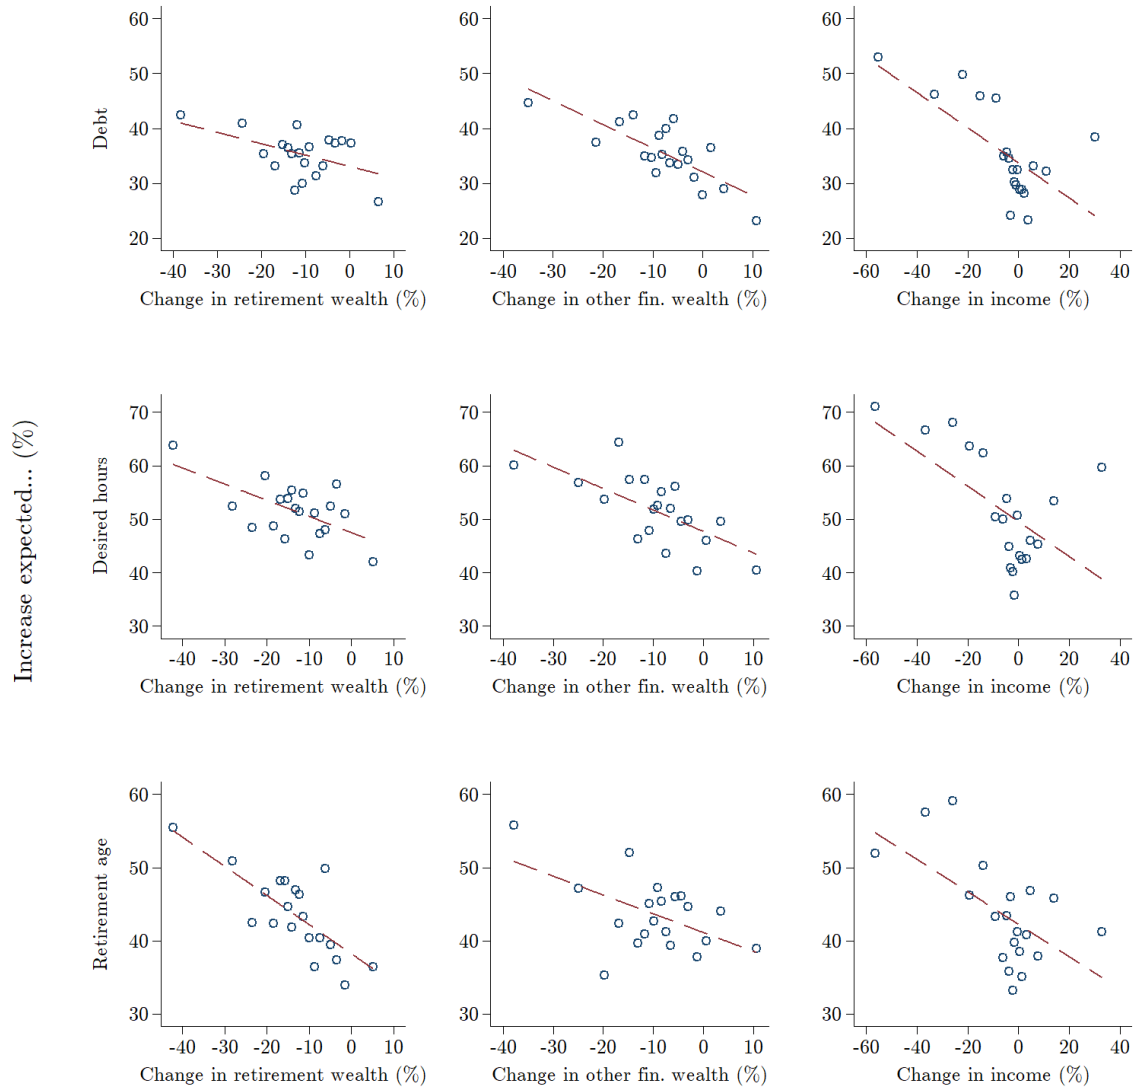 Increase expected... (%)
Debt
60
50
40
30
20
-40 -30 -20 -10 0 10
Change in retirement wealth (%)
60
50
40
30
20
-40 -30 -20 -10 0 10
Change in other fin. wealth (%)
60
50
40
30
20
-60 -40 -20 0 20 40
Change in income (%)
Desired hours
70
60
50
40
30
-40 -30 -20 -10 0 10
Change in retirement wealth (%)
70
60
50
40
30
-40 -30 -20 -10 0 10
Change in other fin. wealth (%)
70
60
50
40
30
-60 -40 -20 0 20 40
Change in income (%)
Retirement age
60
50
40
30
-40 -30 -20 -10 0 10
Change in retirement wealth (%)
60
50
40
30
-40 -30 -20 -10 0 10
Change in other fin. wealth (%)
60
50
40
30
-60 -40 -20 0 20 40
Change in income (%)